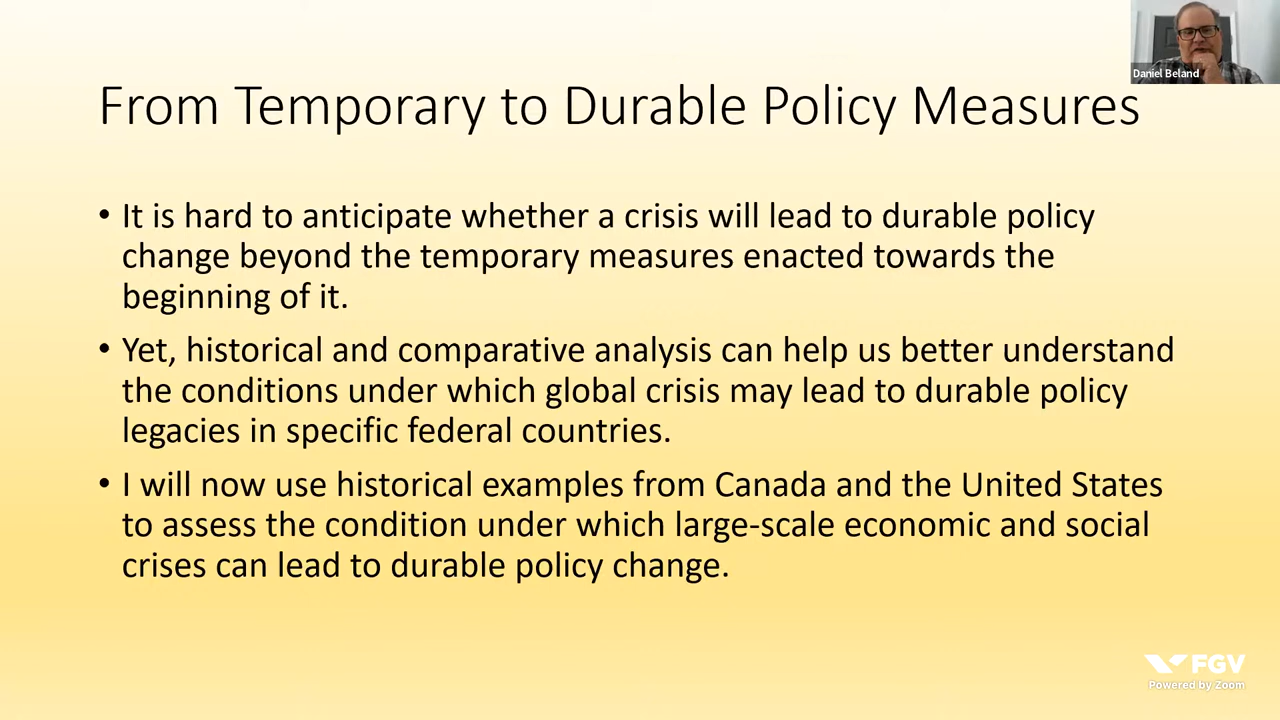 Daniel Beland
From Temporary to Durable Policy Measures
• It is hard to anticipate whether a crisis will lead to durable policy
change beyond the temporary measures enacted towards the
beginning of it.
• Yet, historical and comparative analysis can help us better understand
the conditions under which global crisis may lead to durable policy
legacies in specific federal countries.
• I will now use historical examples from Canada and the United States
to assess the condition under which large-scale economic and social
crises can lead to durable policy change.
FGV
Powered by Zoom